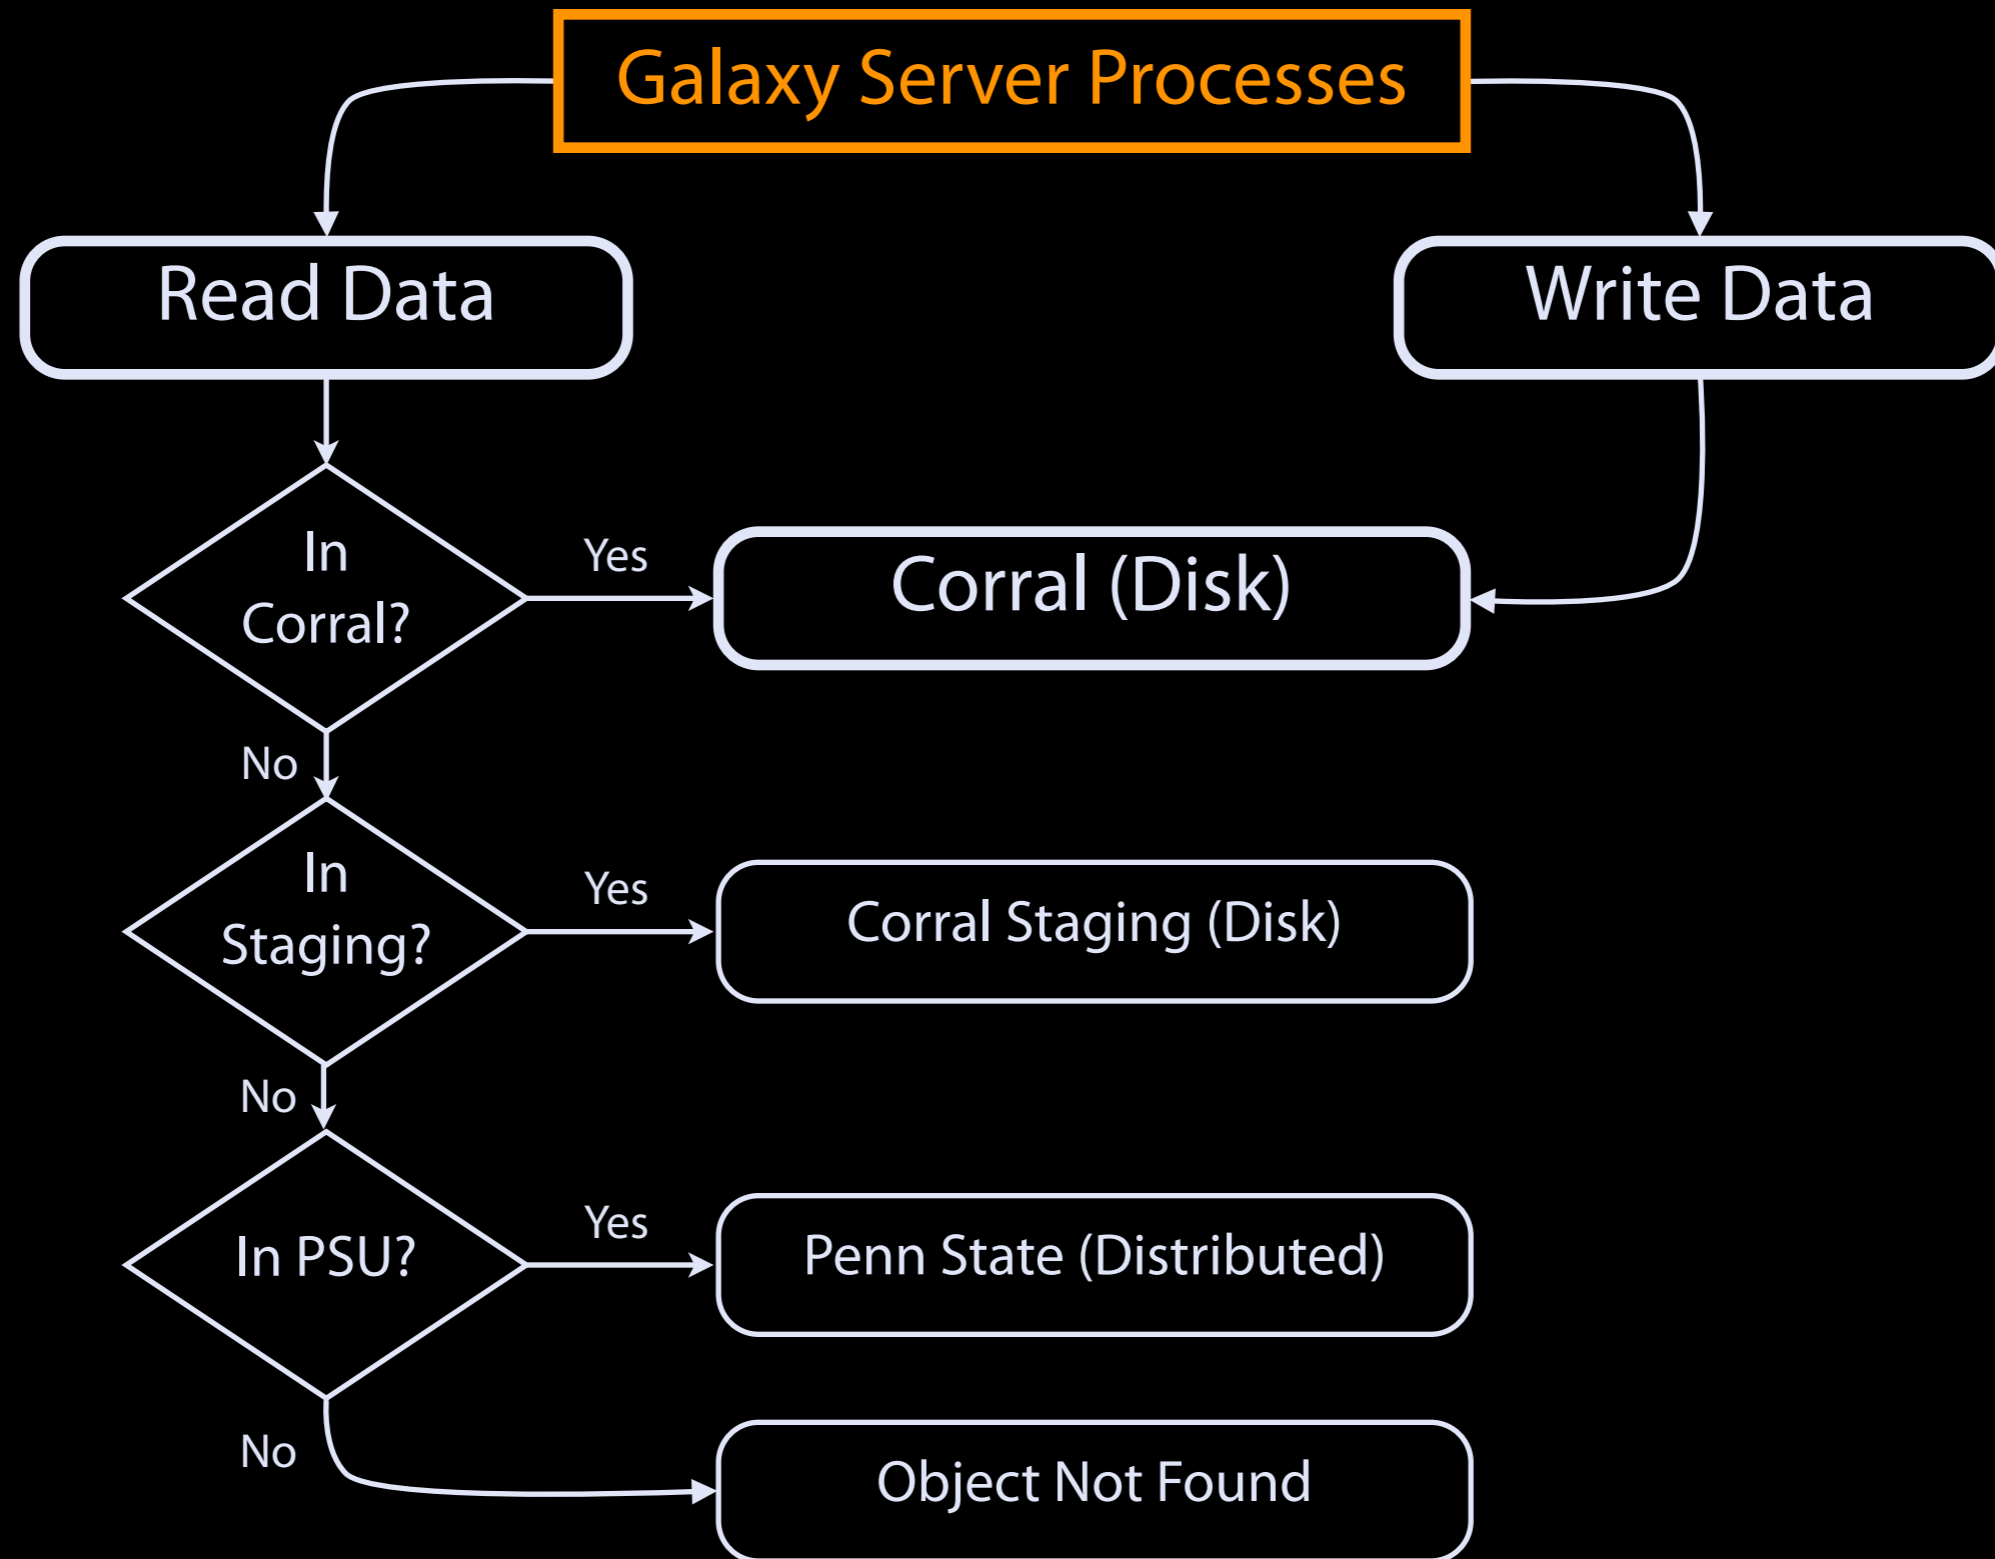 Galaxy Server Processes
Read Data
Write Data
In
Corral?
Yes
Corral (Disk)
No
In
Staging?
Yes
Corral Staging (Disk)
No
In PSU?
Yes
Penn State (Distributed)
No
Object Not Found